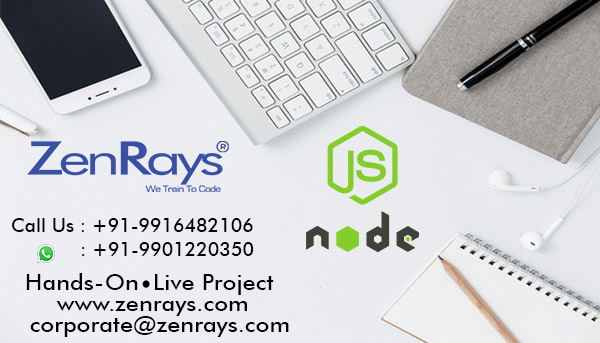 ZenRays®
We Train To Code
JS
node
Call Us : +91-9916482106
: +91-9901220350
Hands-On•Live Project
www.zenrays.com
corporate@zenrays.com